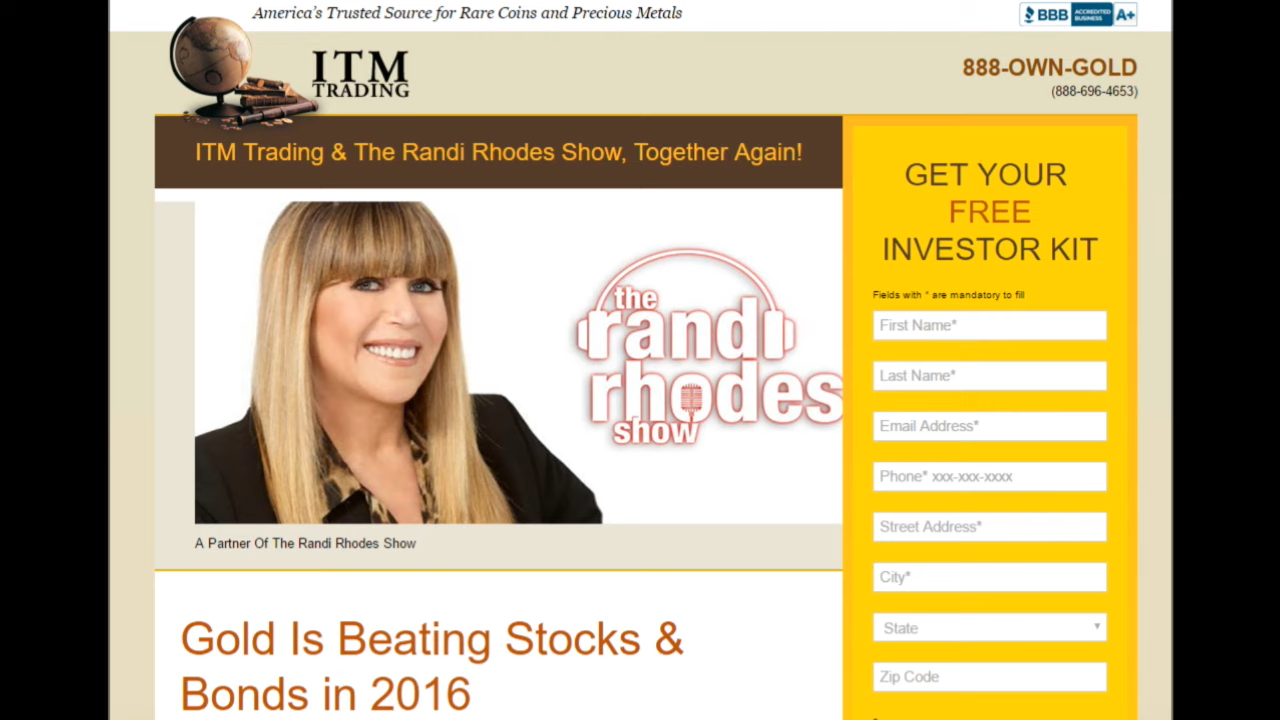 America's Trusted Source for Rare Coins and Precious Metals
BBB ACCREDITED BUSINESS A+
ITM
TRADING
888-OWN-GOLD
(888-696-4653)
ITM Trading & The Randi Rhodes Show, Together Again!
the
randi
rhodes
show
A Partner Of The Randi Rhodes Show
Gold Is Beating Stocks &
Bonds in 2016
GET YOUR
FREE
INVESTOR KIT
Fields with * are mandatory to fill
First Name*
Last Name*
Email Address*
Phone* xxx-xxx-xxxx
Street Address*
City*
State
Zip Code